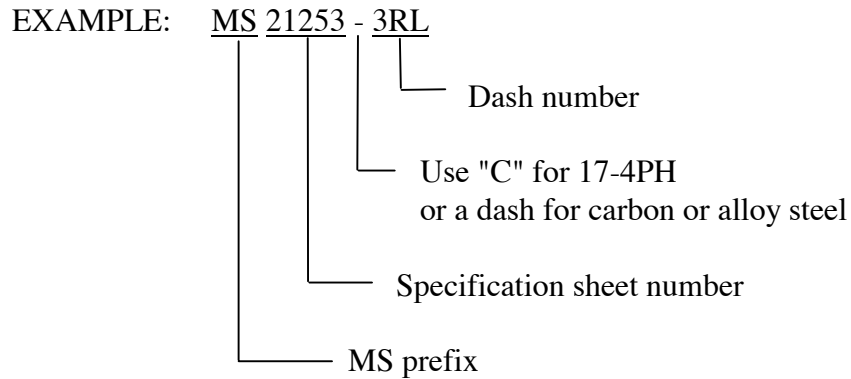 EXAMPLE: MS 21253 - 3RL
Dash number
Use "C" for 17-4PH
or a dash for carbon or alloy steel
Specification sheet number
MS prefix